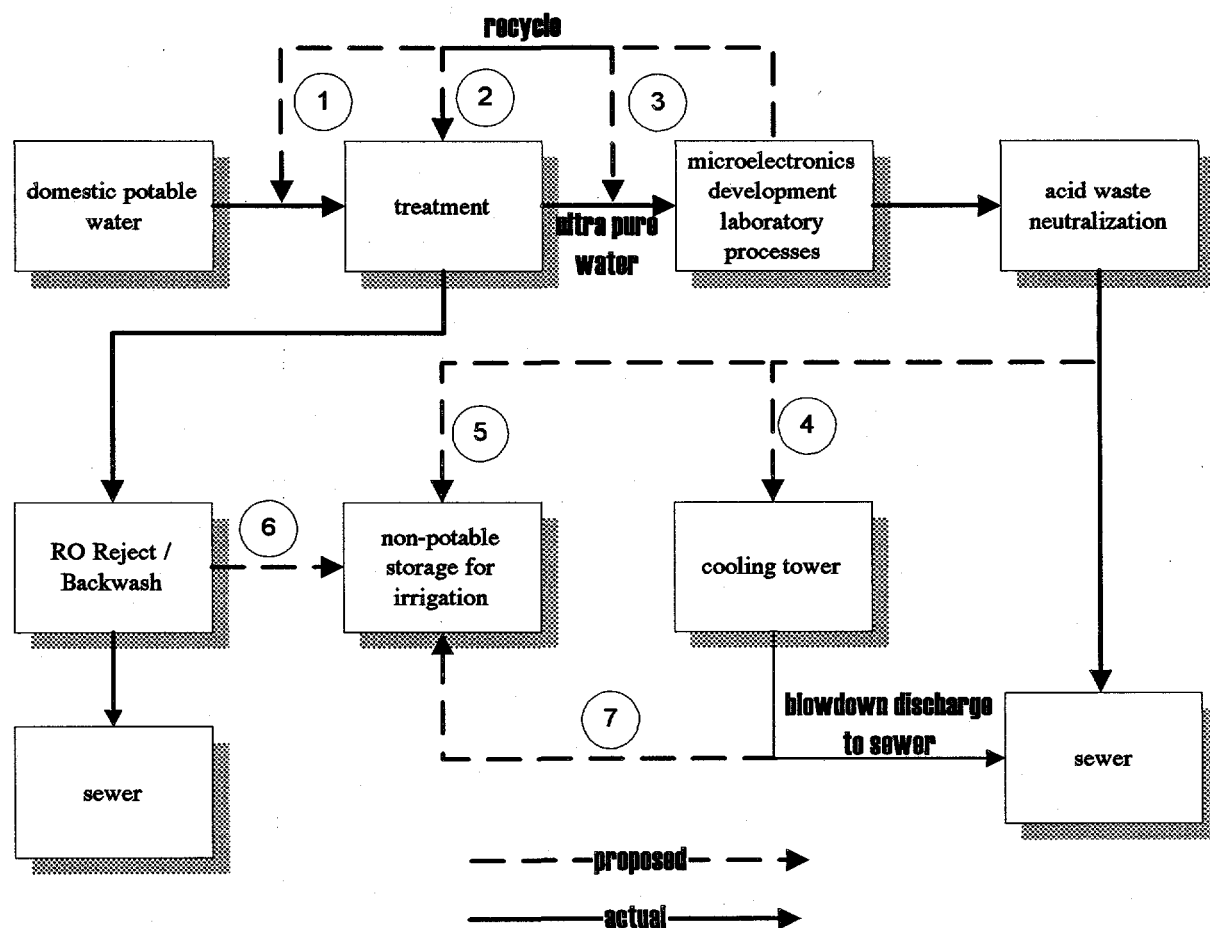 recycle
1
2
3
domestic potable
water
treatment
ultra pure
water
microelectronics
development
laboratory
processes
acid waste
neutralization
5
4
6
RO Reject /
Backwash
non-potable
storage for
irrigation
cooling tower
7
blowdown discharge
to sewer
sewer
sewer
proposed
actual